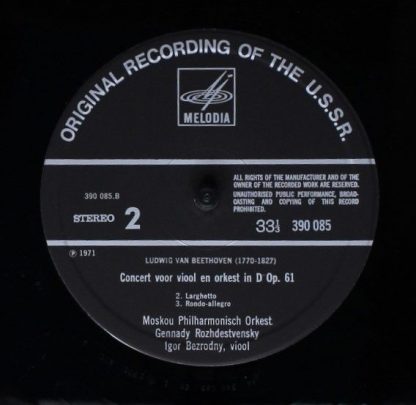 ORIGINAL RECORDING OF THE U.S.S.R.
MELODIA
390 085.B
STEREO 2
ALL RIGHTS OF THE MANUFACTURER AND OF THE
OWNER OF THE RECORDED WORK ARE RESERVED.
UNAUTHORISED PUBLIC PERFORMANCE, BROAD-
CASTING AND COPYING OF THIS RECORD
PROHIBITED.
33⅓ 390 085
℗ 1971
LUDWIG VAN BEETHOVEN (1770-1827)
Concert voor viool en orkest in D Op. 61
2. Larghetto
3. Rondo-allegro
Moskou Philharmonisch Orkest
Gennady Rozhdestvensky
Igor Bezrodny, viool